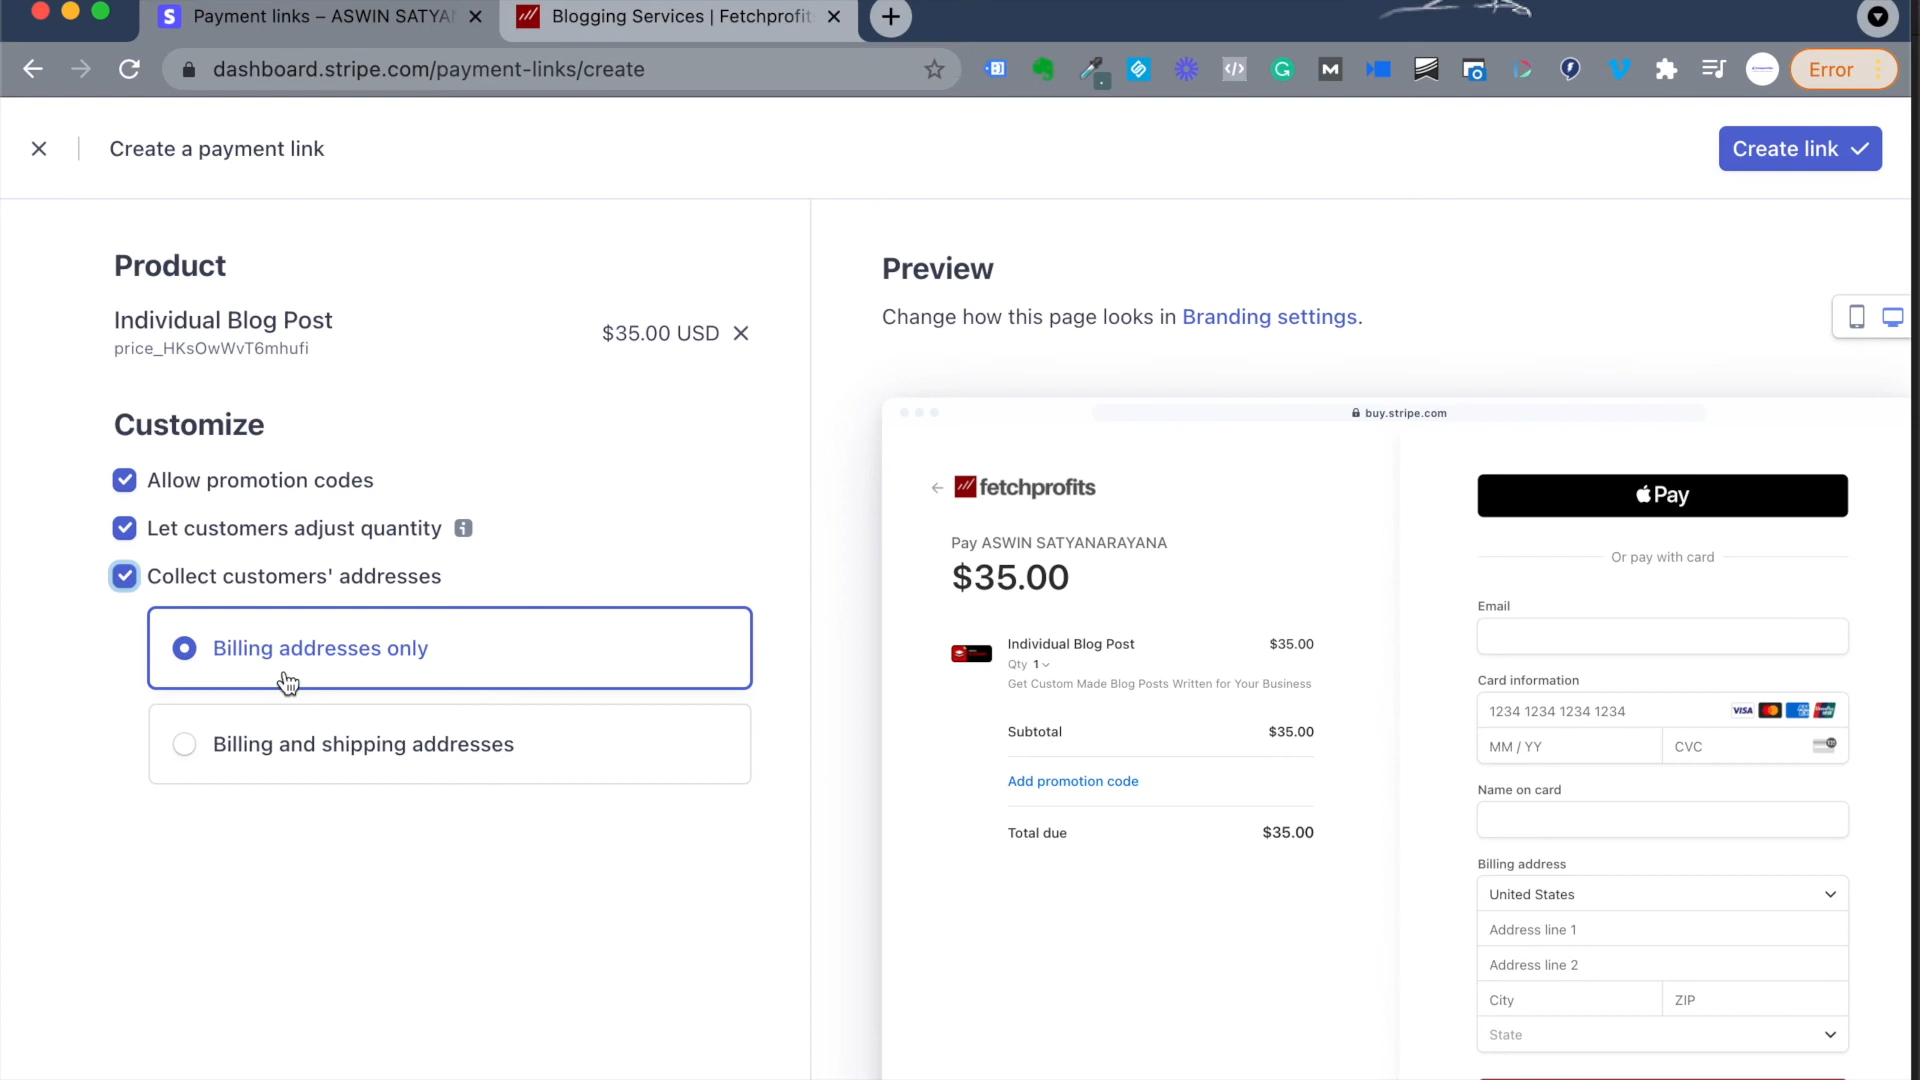 Payment links – ASWIN SATYA
Blogging Services | Fetchprofit
dashboard.stripe.com/payment-links/create
Error
Create a payment link
Create link
Product
Individual Blog Post
$35.00 USD
price_HKsOwWvT6mhufi
Customize
Allow promotion codes
Let customers adjust quantity
Collect customers' addresses
Billing addresses only
Billing and shipping addresses
Preview
Change how this page looks in Branding settings.
buy.stripe.com
fetchprofits
Pay ASWIN SATYANARAYANA
$35.00
Individual Blog Post $35.00
Qty 1
Get Custom Made Blog Posts Written for Your Business
Subtotal $35.00
Add promotion code
Total due $35.00
Pay
Or pay with card
Email
Card information
1234 1234 1234 1234 VISA
MM / YY CVC
Name on card
Billing address
United States
Address line 1
Address line 2
City ZIP
State